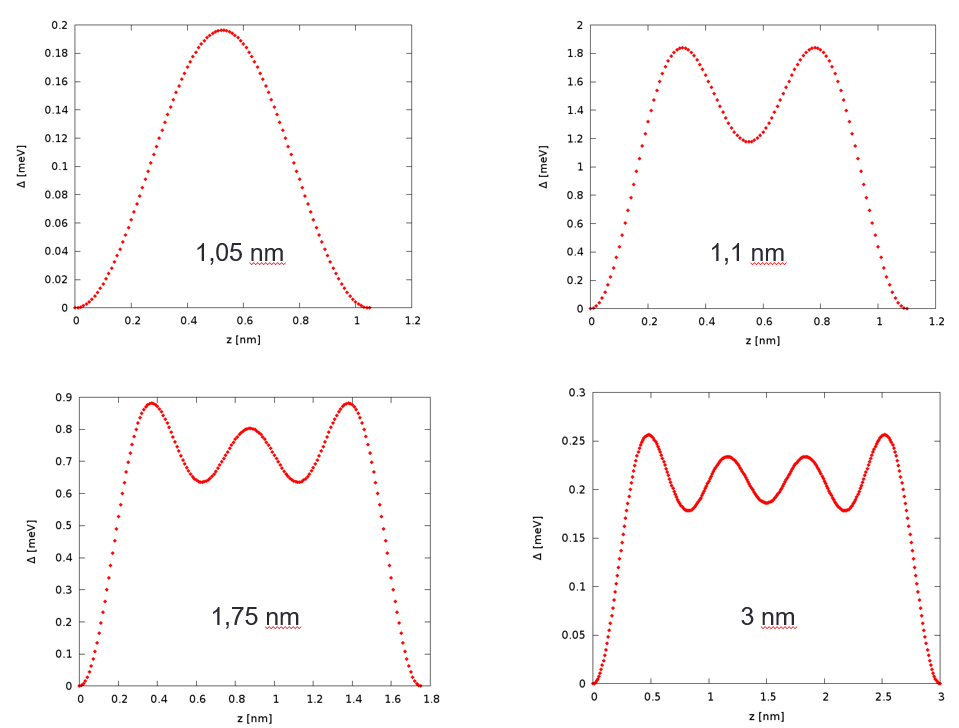 0.2
0.18
0.16
0.14
0.12
0.1
0.08
0.06
0.04
0.02
0
Δ [meV]
1,05 nm
0 0.2 0.4 0.6 0.8 1 1.2
z [nm]
2
1.8
1.6
1.4
1.2
1
0.8
0.6
0.4
0.2
0
Δ [meV]
1,1 nm
0 0.2 0.4 0.6 0.8 1 1.2
z [nm]
0.9
0.8
0.7
0.6
0.5
0.4
0.3
0.2
0.1
0
Δ [meV]
1,75 nm
0 0.2 0.4 0.6 0.8 1 1.2 1.4 1.6 1.8
z [nm]
0.3
0.25
0.2
0.15
0.1
0.05
0
Δ [meV]
3 nm
0 0.5 1 1.5 2 2.5 3
z [nm]